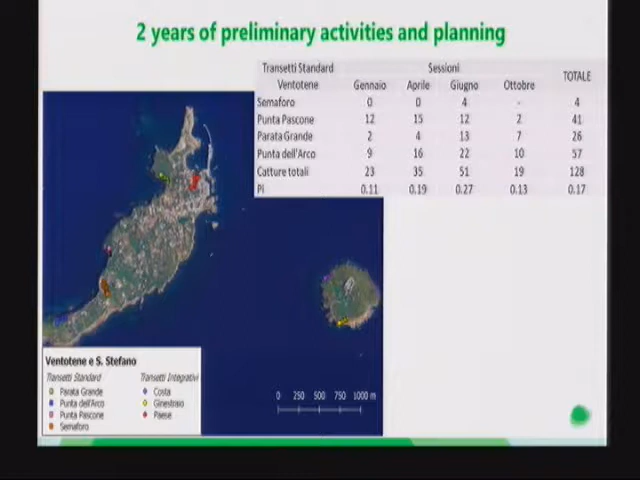 2 years of preliminary activities and planning
Transetti Standard Sessioni
Ventotene Gennaio Aprile Giugno Ottobre TOTALE
Semaforo 0 0 4 - 4
Punta Pascone 12 15 12 2 41
Parata Grande 2 4 13 7 26
Punta dell'Arco 9 16 22 10 57
Catture totali 23 35 51 19 128
Pi 0.11 0.19 0.27 0.13 0.17
Ventotene e S. Stefano
Transetti Standard Transetti Integrativi
Parata Grande Costa
Punta dell'Arco Ginestraio
Punta Pascone Paese
Semaforo
0 250 500 750 1000 m